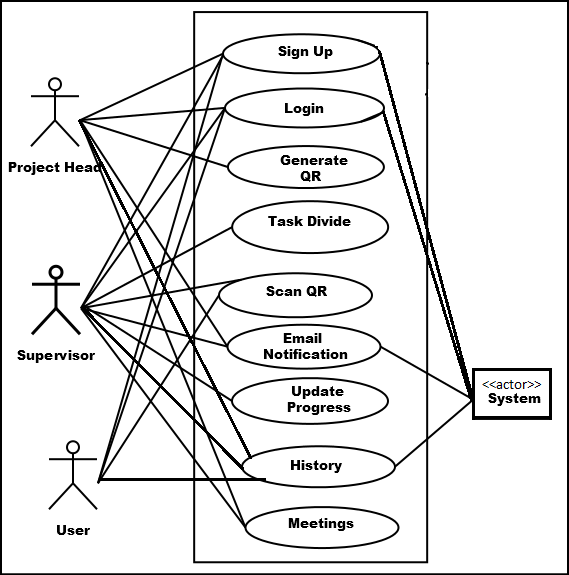 Sign Up
Login
Project Head
Generate
QR
Task Divide
Scan QR
Supervisor
Email
Notification
<<actor>>
System
Update
Progress
History
User
Meetings